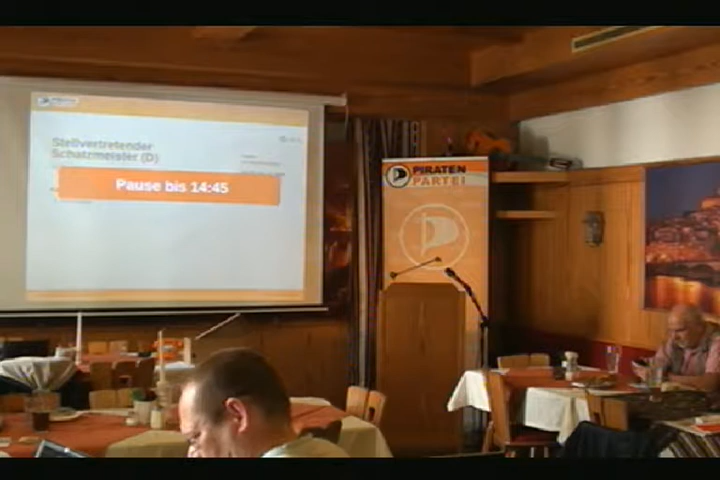 Stellvertretender
Schatzmeister (D)
Pause bis 14:45
PIRATEN
PARTEI